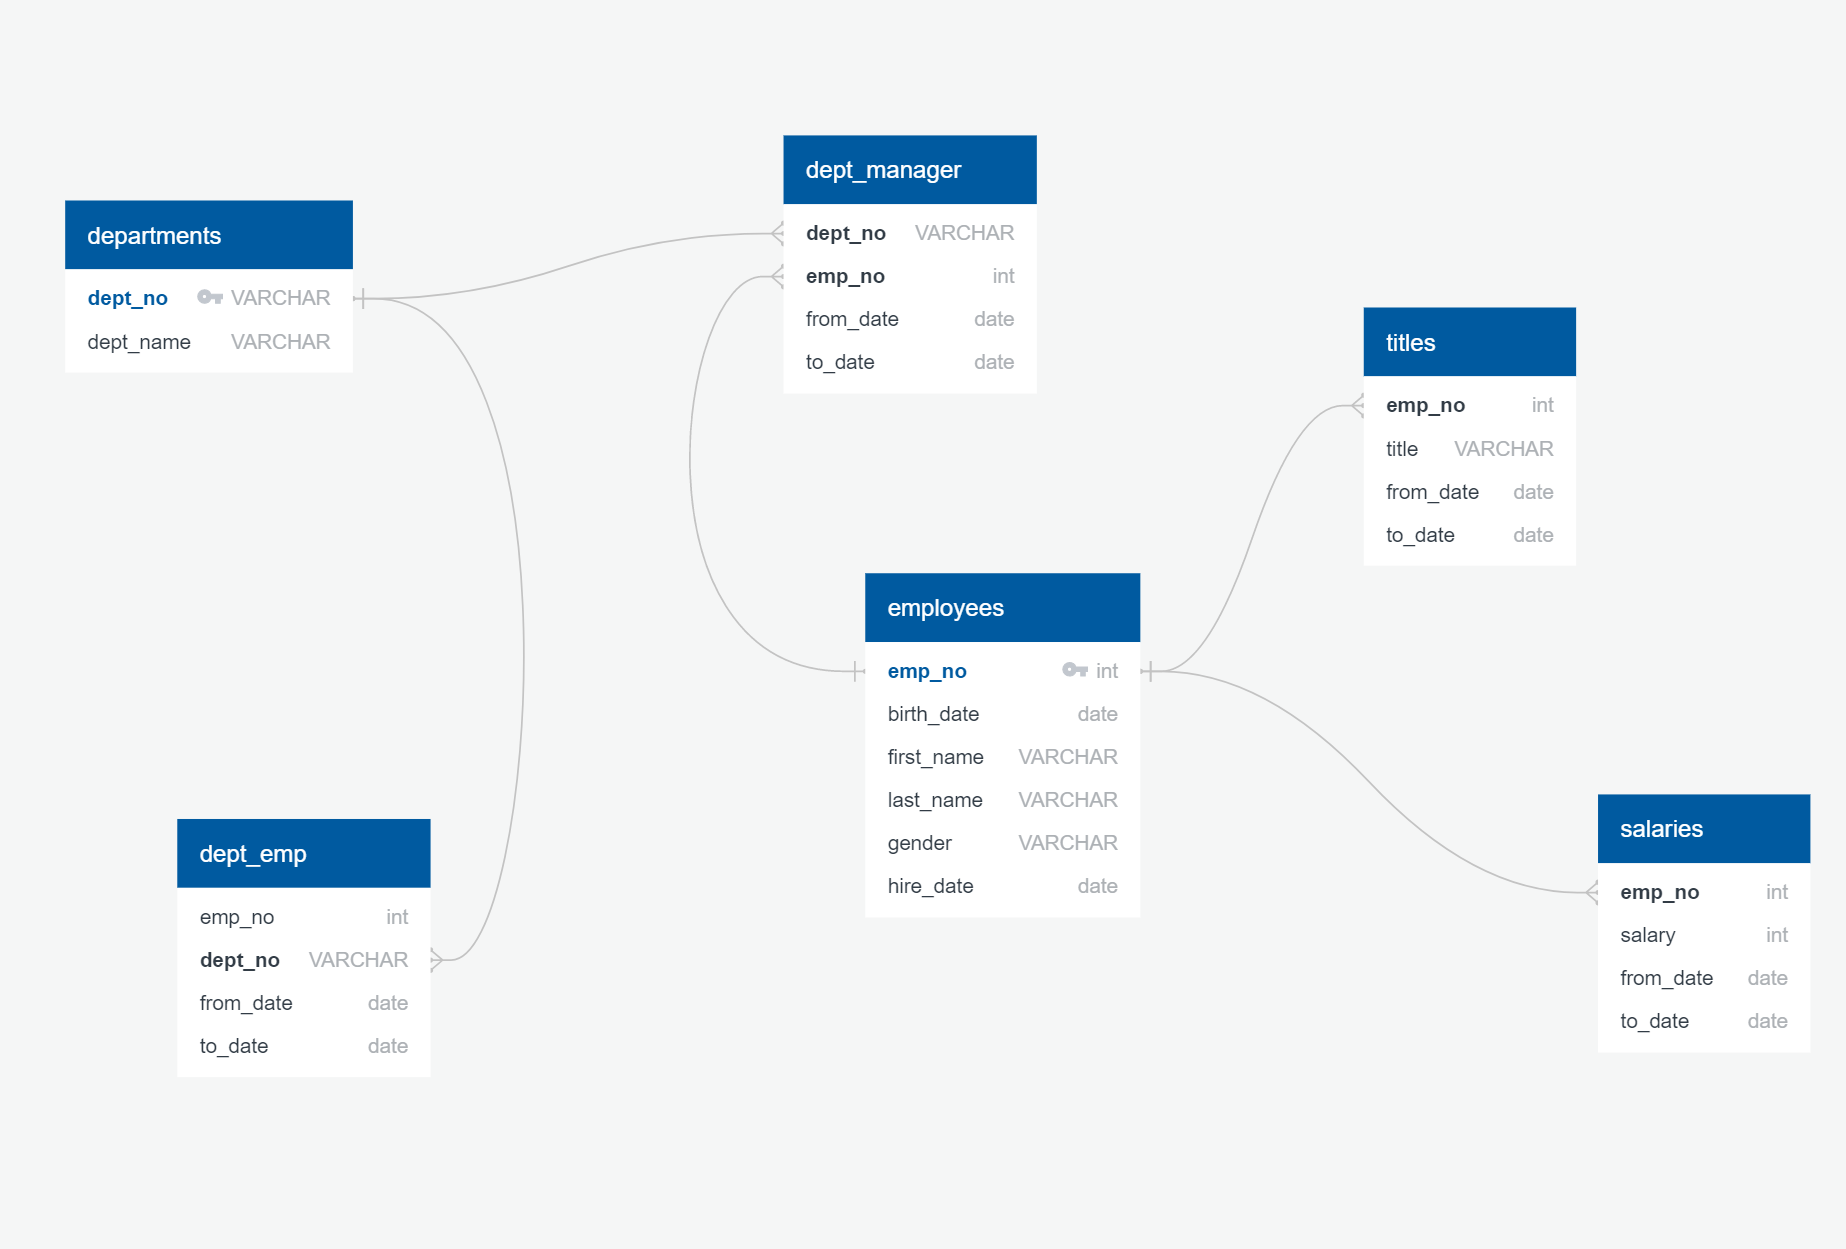 departments
dept_no VARCHAR
dept_name VARCHAR
dept_manager
dept_no VARCHAR
emp_no int
from_date date
to_date date
titles
emp_no int
title VARCHAR
from_date date
to_date date
employees
emp_no int
birth_date date
first_name VARCHAR
last_name VARCHAR
gender VARCHAR
hire_date date
dept_emp
emp_no int
dept_no VARCHAR
from_date date
to_date date
salaries
emp_no int
salary int
from_date date
to_date date